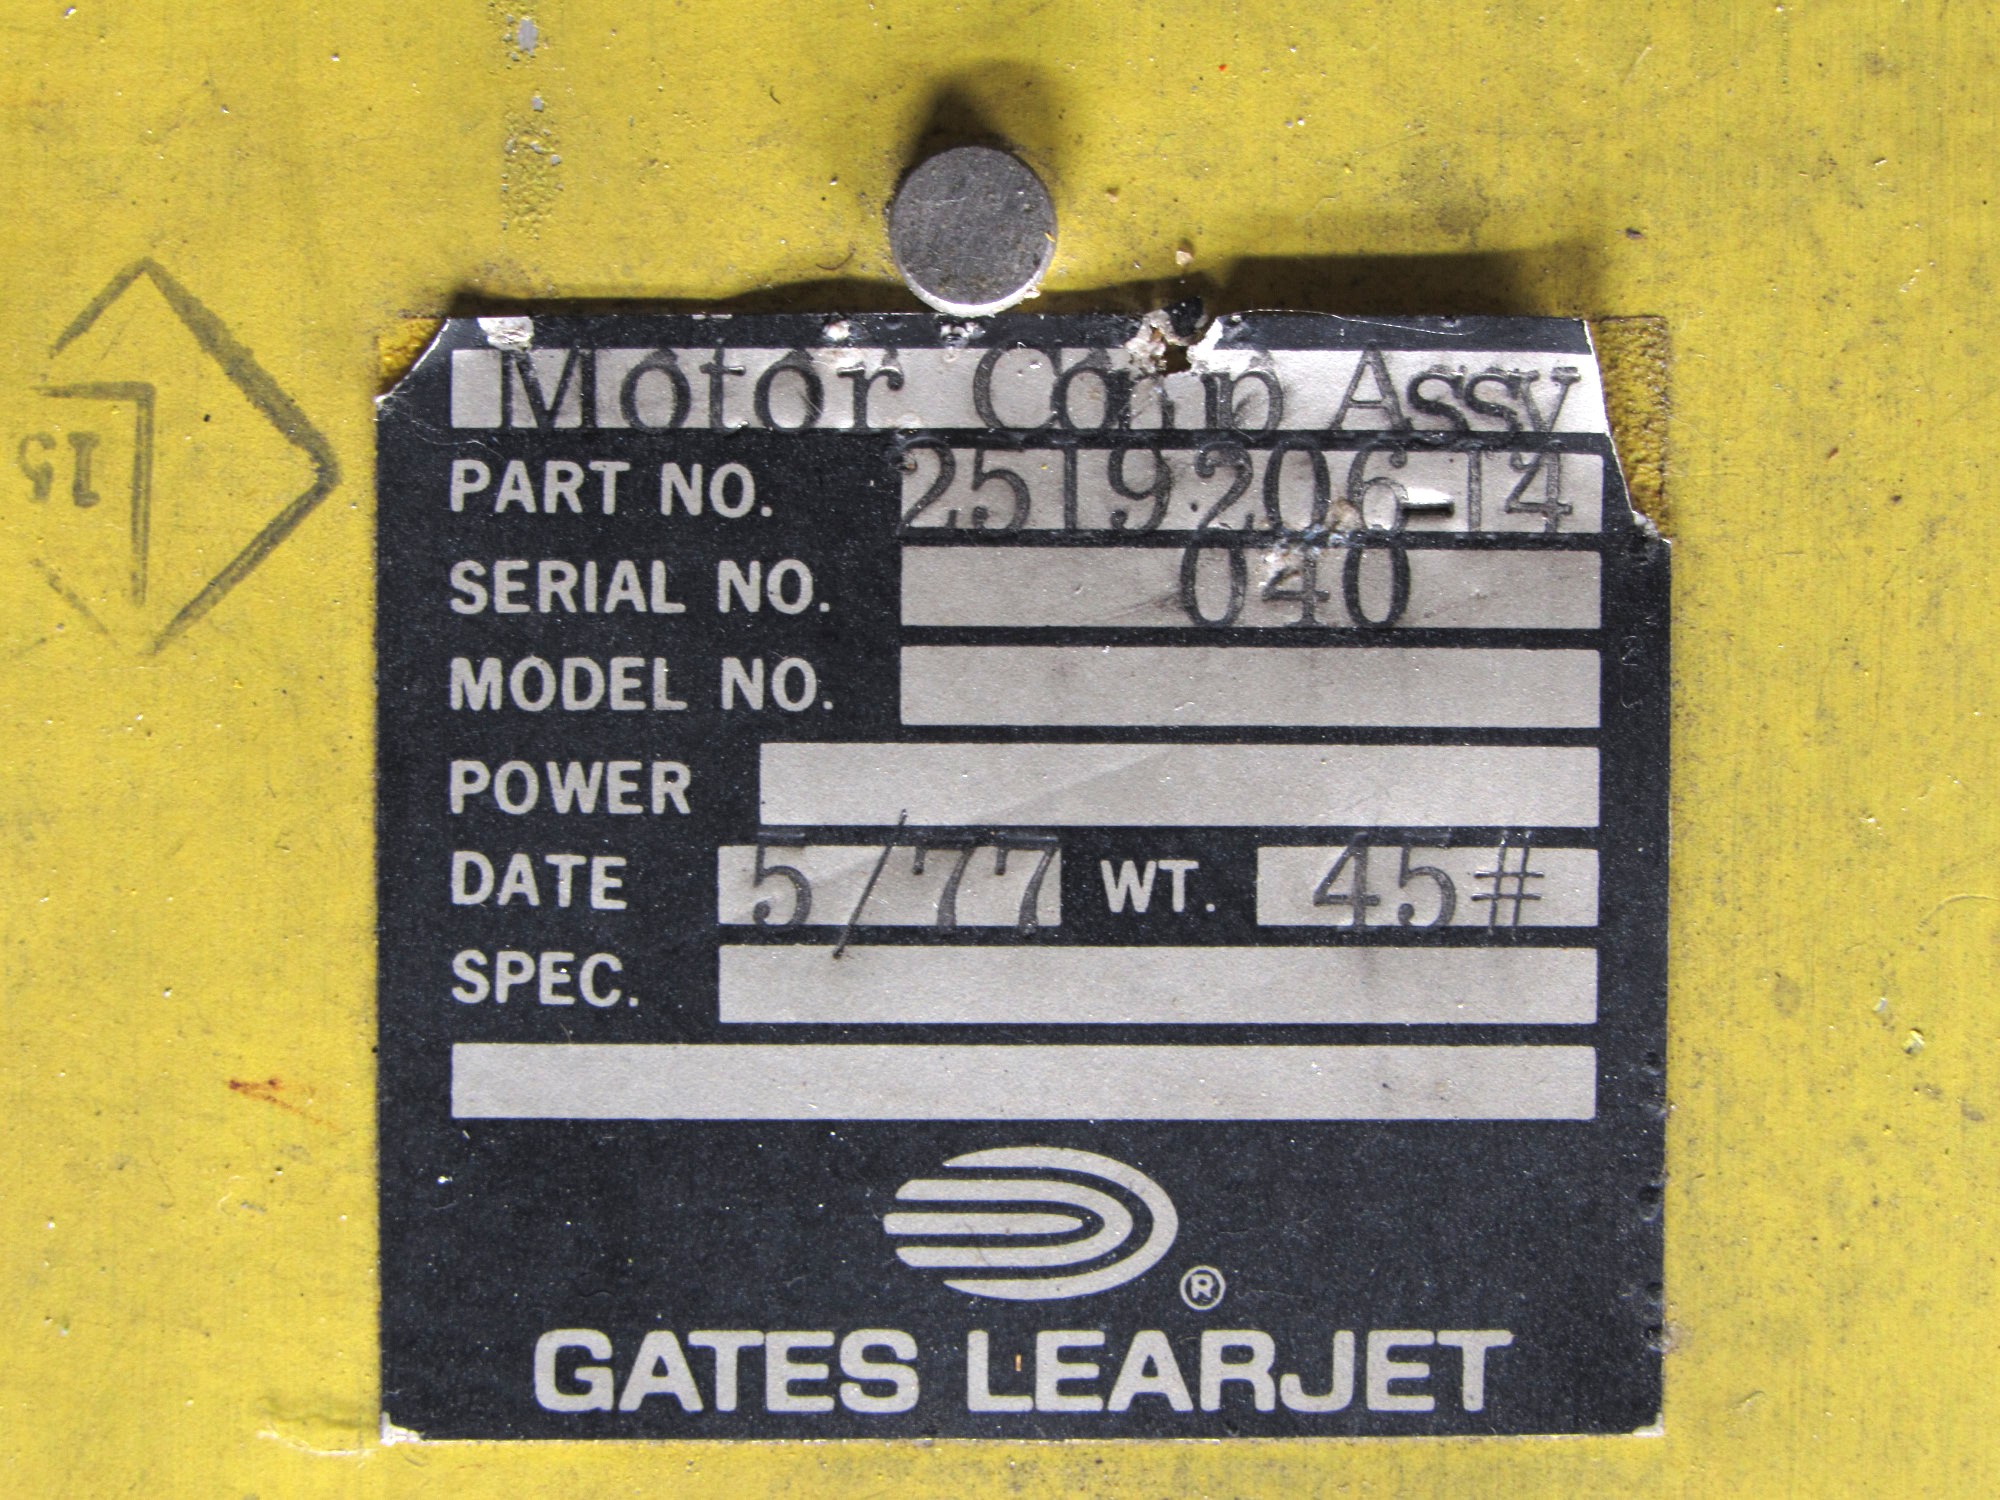 Motor Comp Assy
PART NO. 2519206-14
SERIAL NO. 040
MODEL NO.
POWER
DATE 5/77 WT. 45#
SPEC.
®
GATES LEARJET